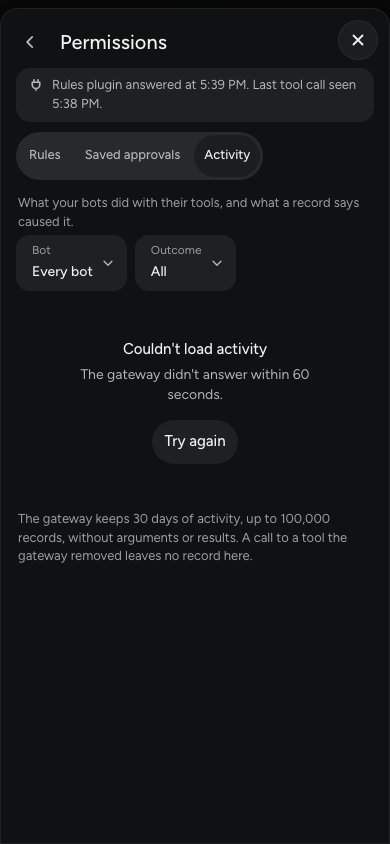 Permissions
Rules plugin answered at 5:39 PM. Last tool call seen
5:38 PM.
Rules
Saved approvals
Activity
What your bots did with their tools, and what a record says
caused it.
Bot
Every bot
Outcome
All
Couldn't load activity
The gateway didn't answer within 60
seconds.
Try again
The gateway keeps 30 days of activity, up to 100,000
records, without arguments or results. A call to a tool the
gateway removed leaves no record here.